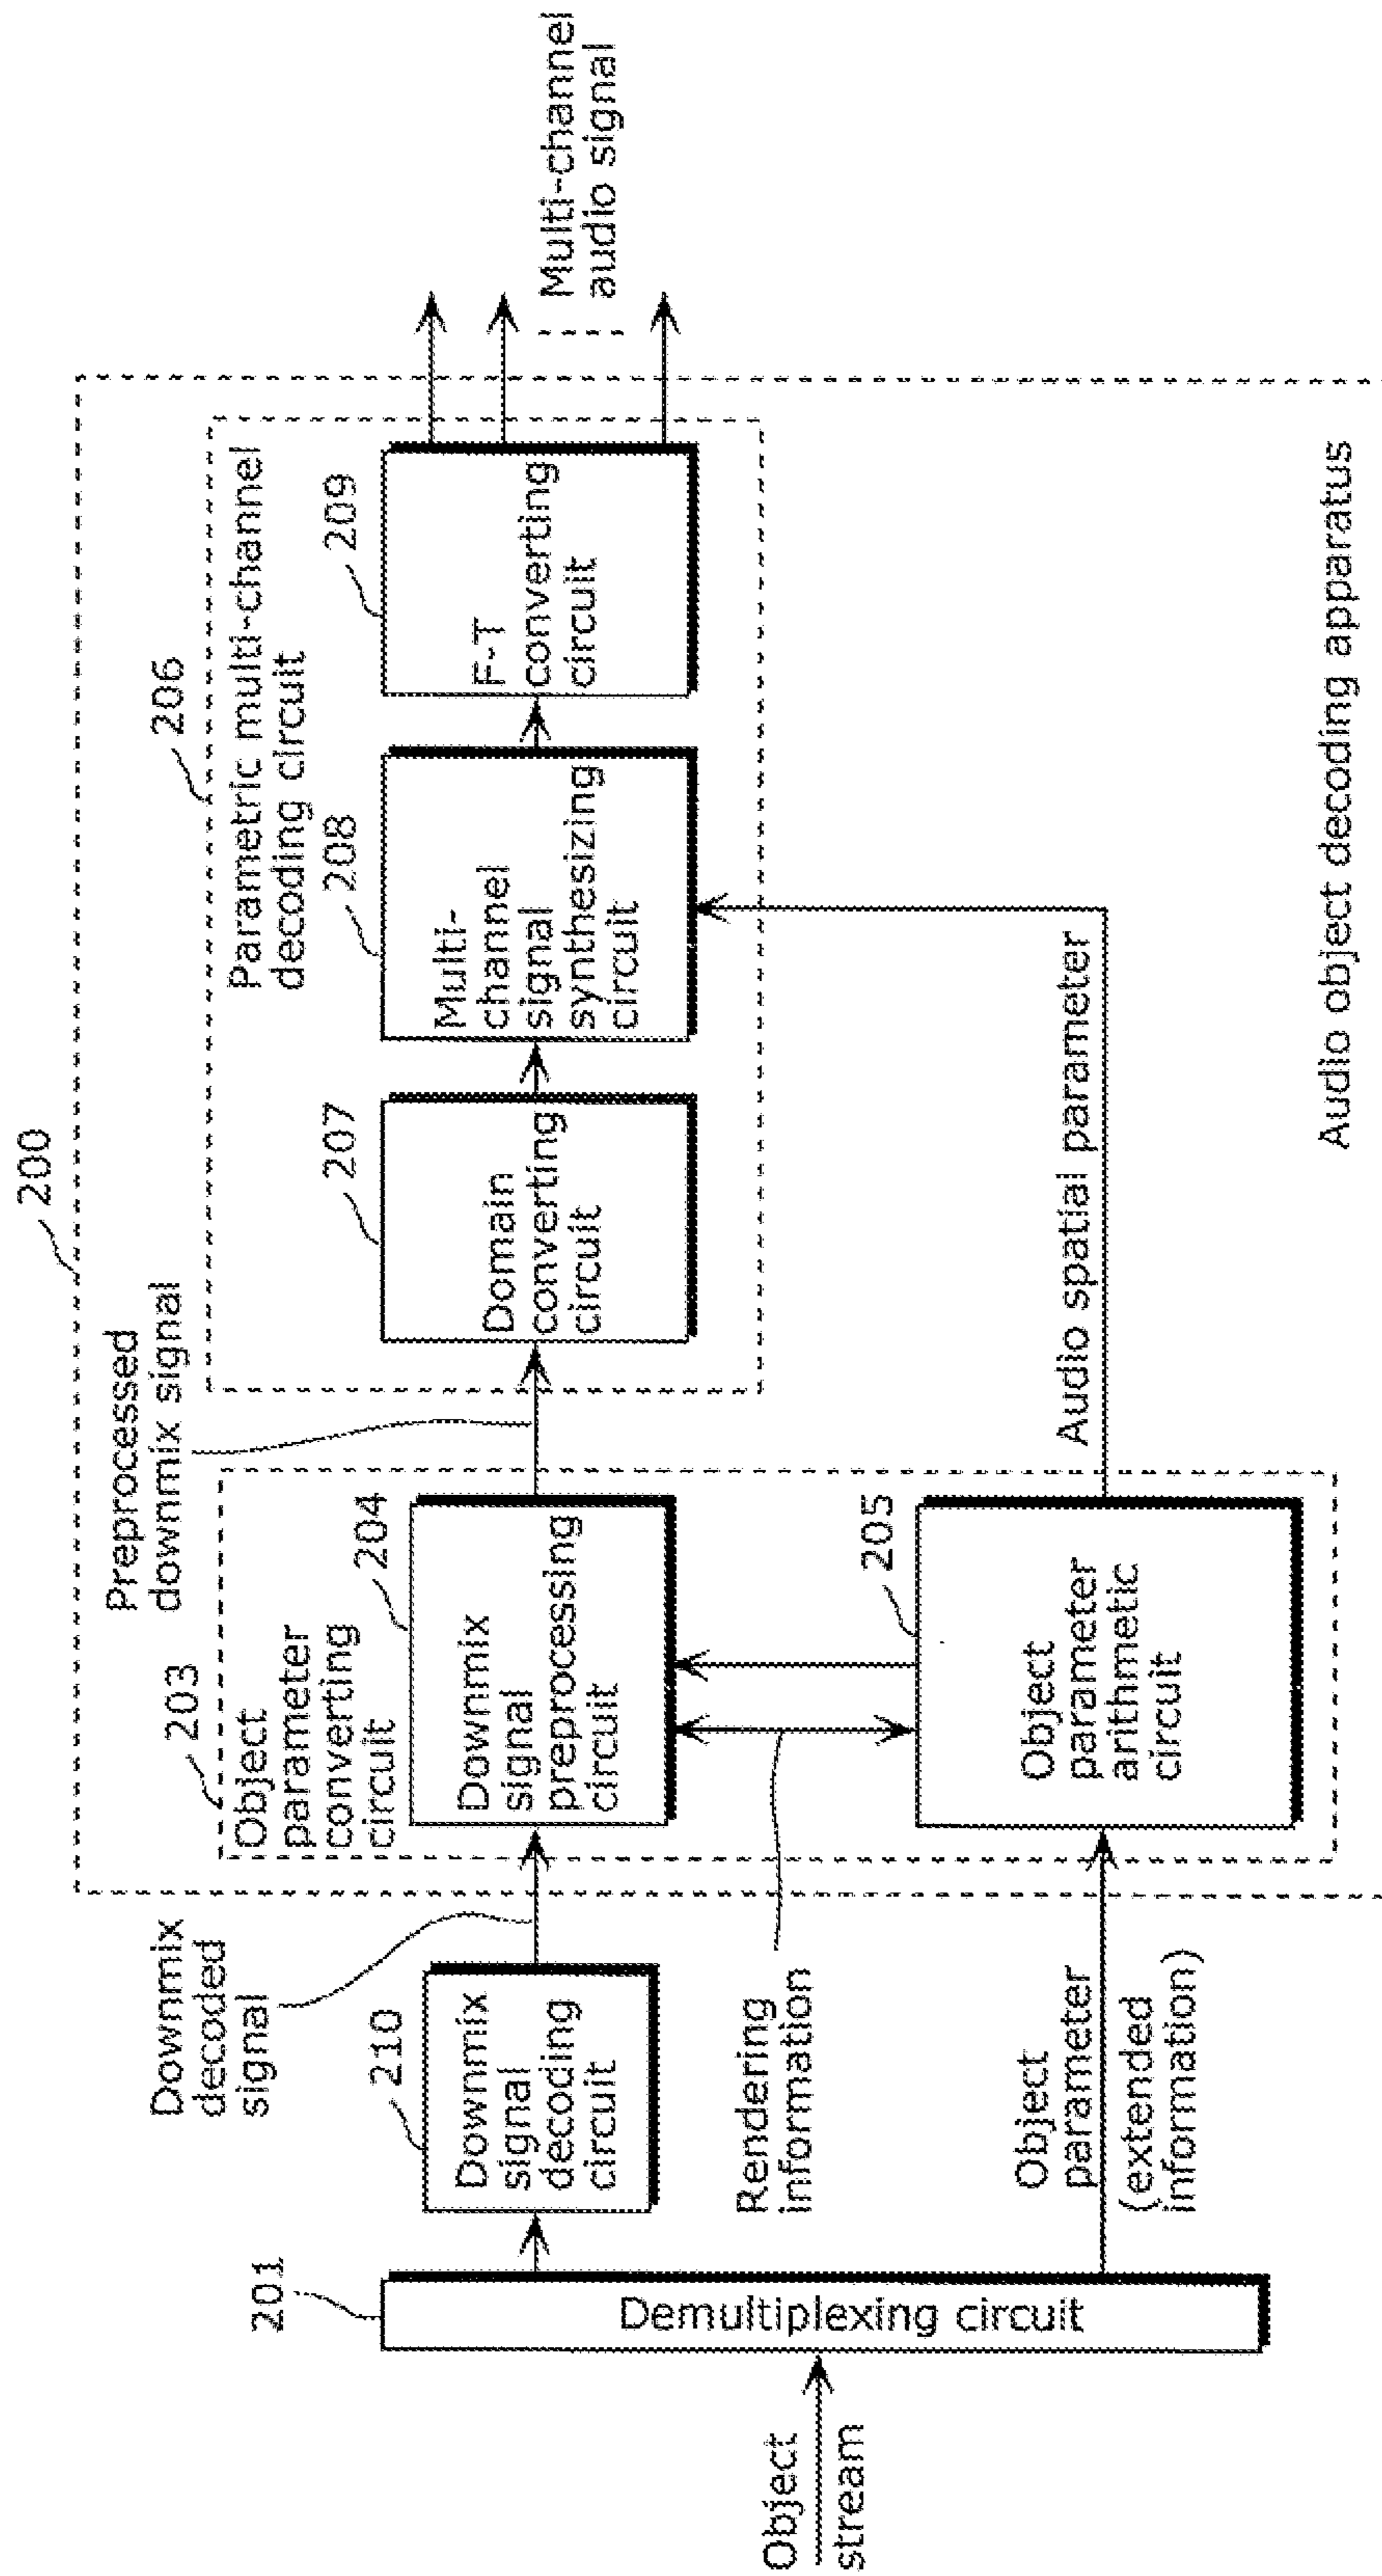 200
206
Parametric multi-channel
decoding circuit
Preprocessed
downmix signal
203
Object
parameter
converting
circuit
Downmix
decoded
signal
201
Demultiplexing circuit
Object
stream
210
Downmix
signal
decoding
circuit
204
Downmix
signal
preprocessing
circuit
207
Domain
converting
circuit
208
Multi-
channel
signal
synthesizing
circuit
209
F-T
converting
circuit
Multi-channel
audio signal
Rendering
information
Object
parameter
(extended
information)
205
Object
parameter
arithmetic
circuit
Audio spatial parameter
Audio object decoding apparatus